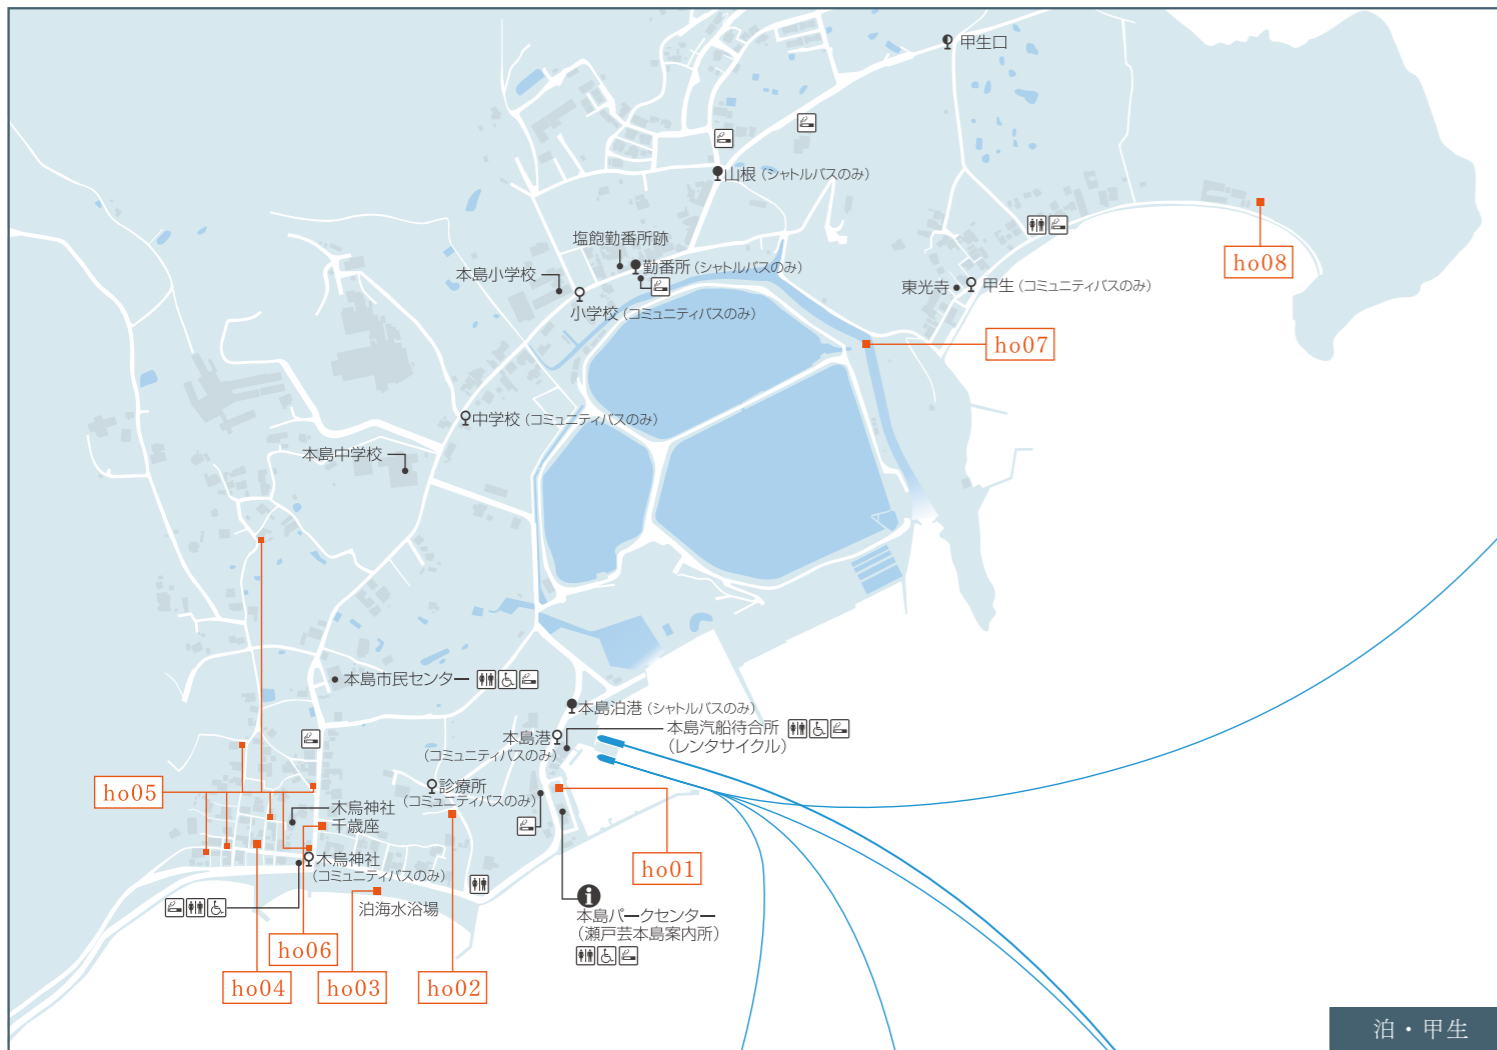 甲生口
山根（シャトルバスのみ）
塩飽勤番所跡
勤番所（シャトルバスのみ）
本島小学校
小学校（コミュニティバスのみ）
東光寺
甲生（コミュニティバスのみ）
ho08
ho07
中学校（コミュニティバスのみ）
本島中学校
本島市民センター
本島泊港（シャトルバスのみ）
本島汽船待合所
（レンタサイクル）
本島港
（コミュニティバスのみ）
診療所
（コミュニティバスのみ）
ho05
木烏神社
千歳座
木烏神社
（コミュニティバスのみ）
ho01
泊海水浴場
本島パークセンター
（瀬戸芸本島案内所）
ho06
ho04
ho03
ho02
泊・甲生